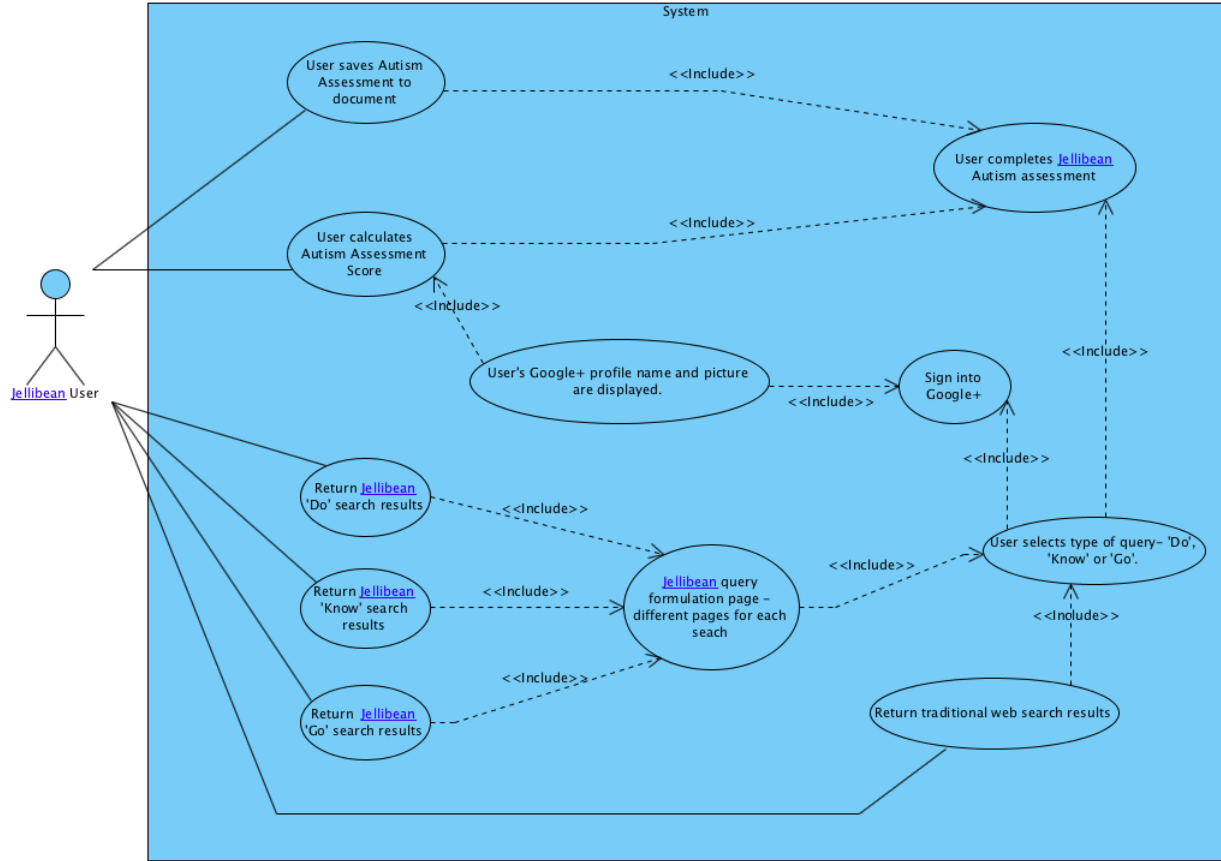 System
User saves Autism
Assessment to
document
<<Include>>
User completes Jellibean
Autism assessment
<<Include>>
User calculates
Autism Assessment
Score
<<Include>>
User's Google+ profile name and picture
are displayed.
<<Include>>
Sign into
Google+
<<Include>>
<<Include>>
Jellibean User
Return Jellibean
'Do' search results
<<Include>>
User selects type of query– 'Do',
'Know' or 'Go'.
Return Jellibean
'Know' search
results
<<Include>>
Jellibean query
formulation page –
different pages for each
seach
<<Include>>
<<Include>>
Return Jellibean
'Go' search results
<<Include>>
Return traditional web search results